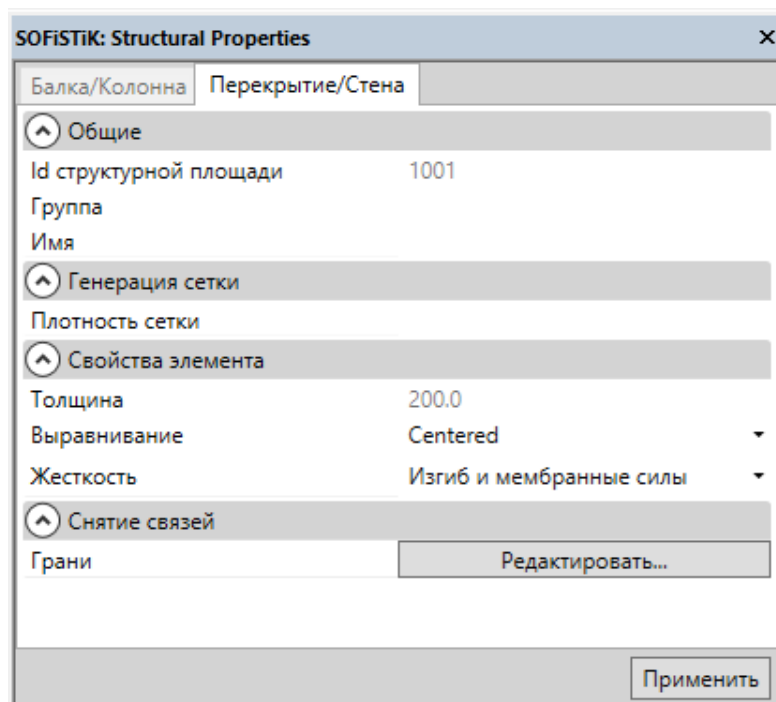 SOFiSTiK: Structural Properties
Балка/Колонна Перекрытие/Стена
Общие
Id структурной площади 1001
Группа
Имя
Генерация сетки
Плотность сетки
Свойства элемента
Толщина 200.0
Выравнивание Centered
Жесткость Изгиб и мембранные силы
Снятие связей
Грани Редактировать...
Применить